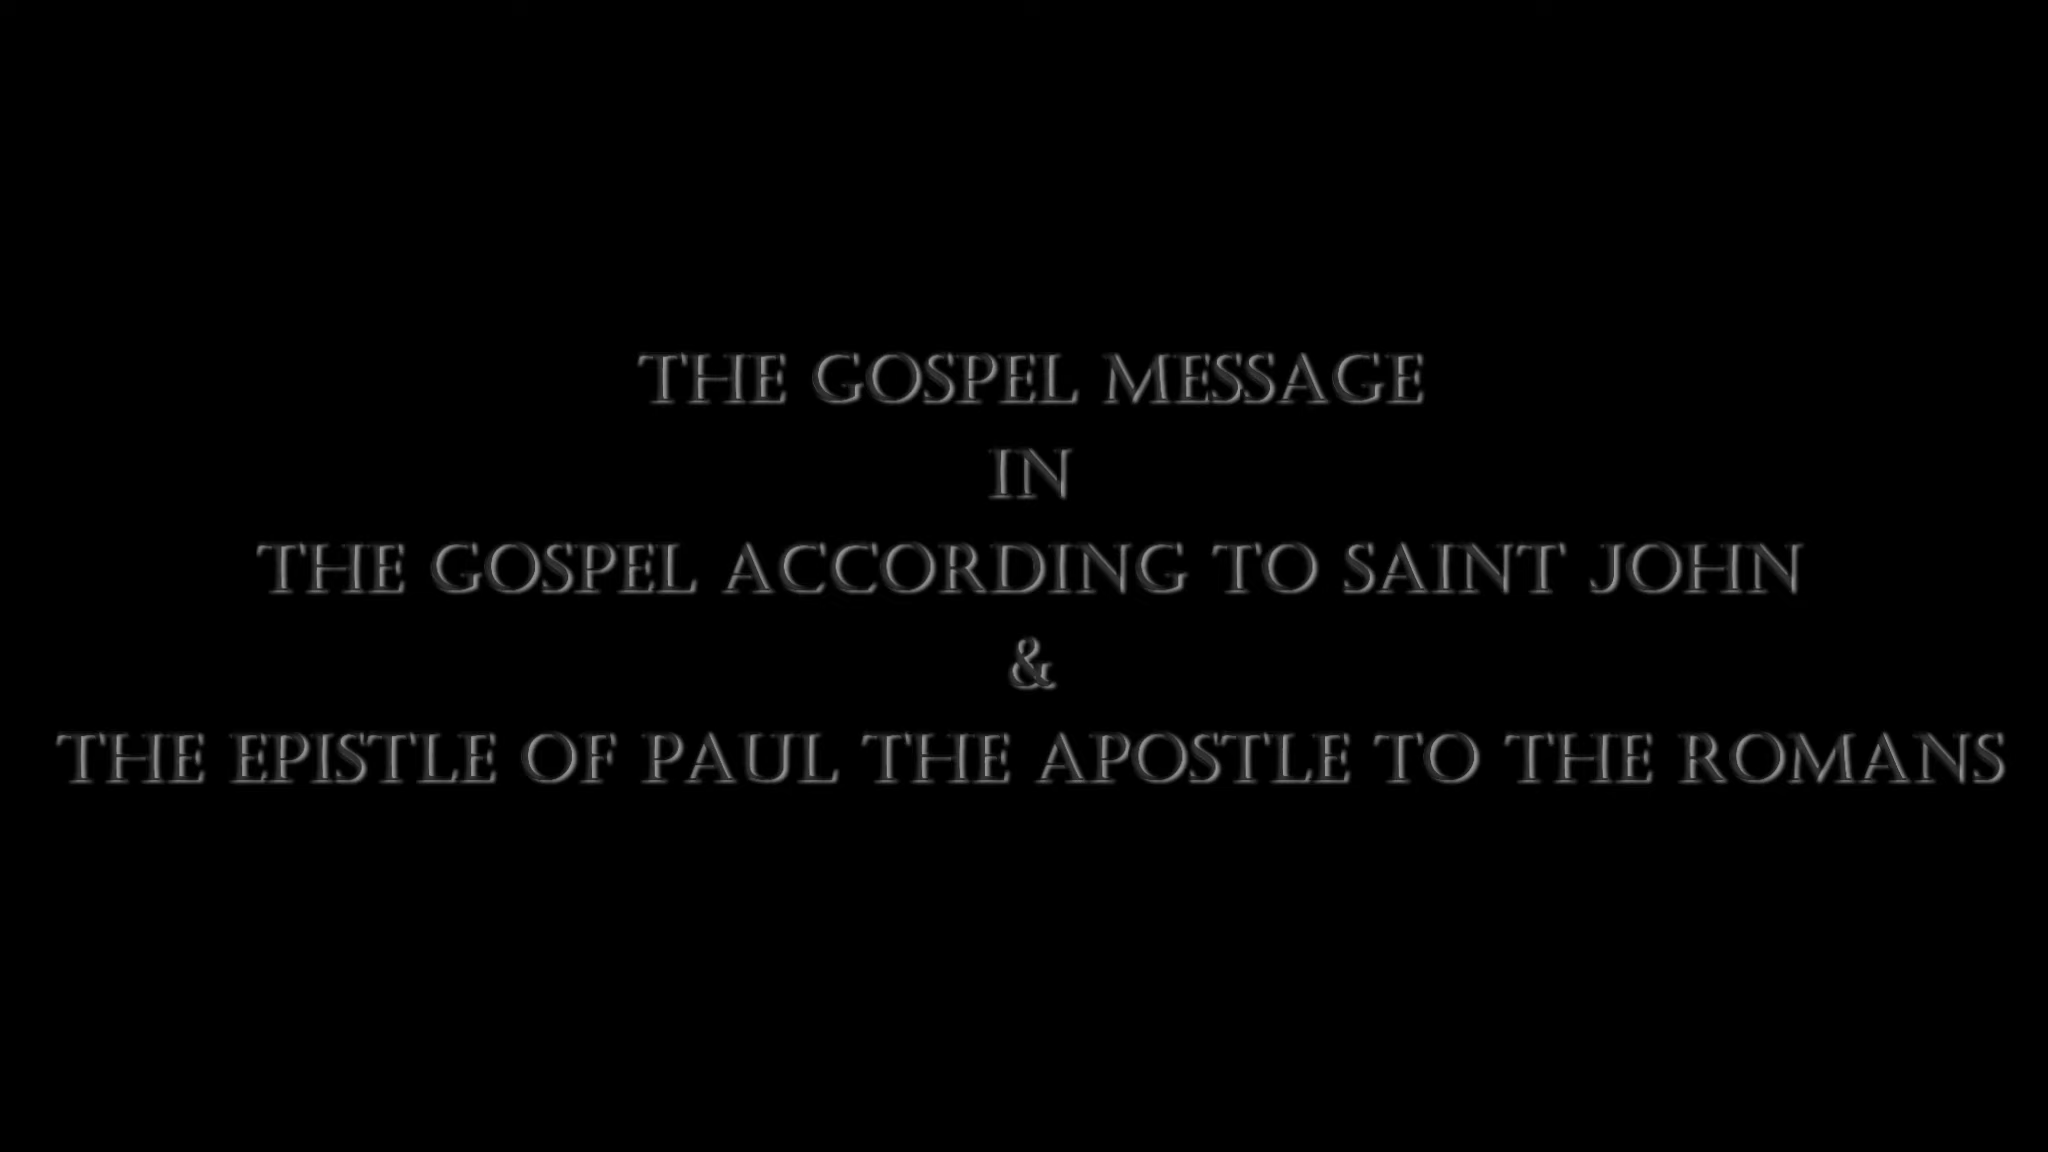 THE GOSPEL MESSAGE
IN
THE GOSPEL ACCORDING TO SAINT JOHN
&
THE EPISTLE OF PAUL THE APOSTLE TO THE ROMANS